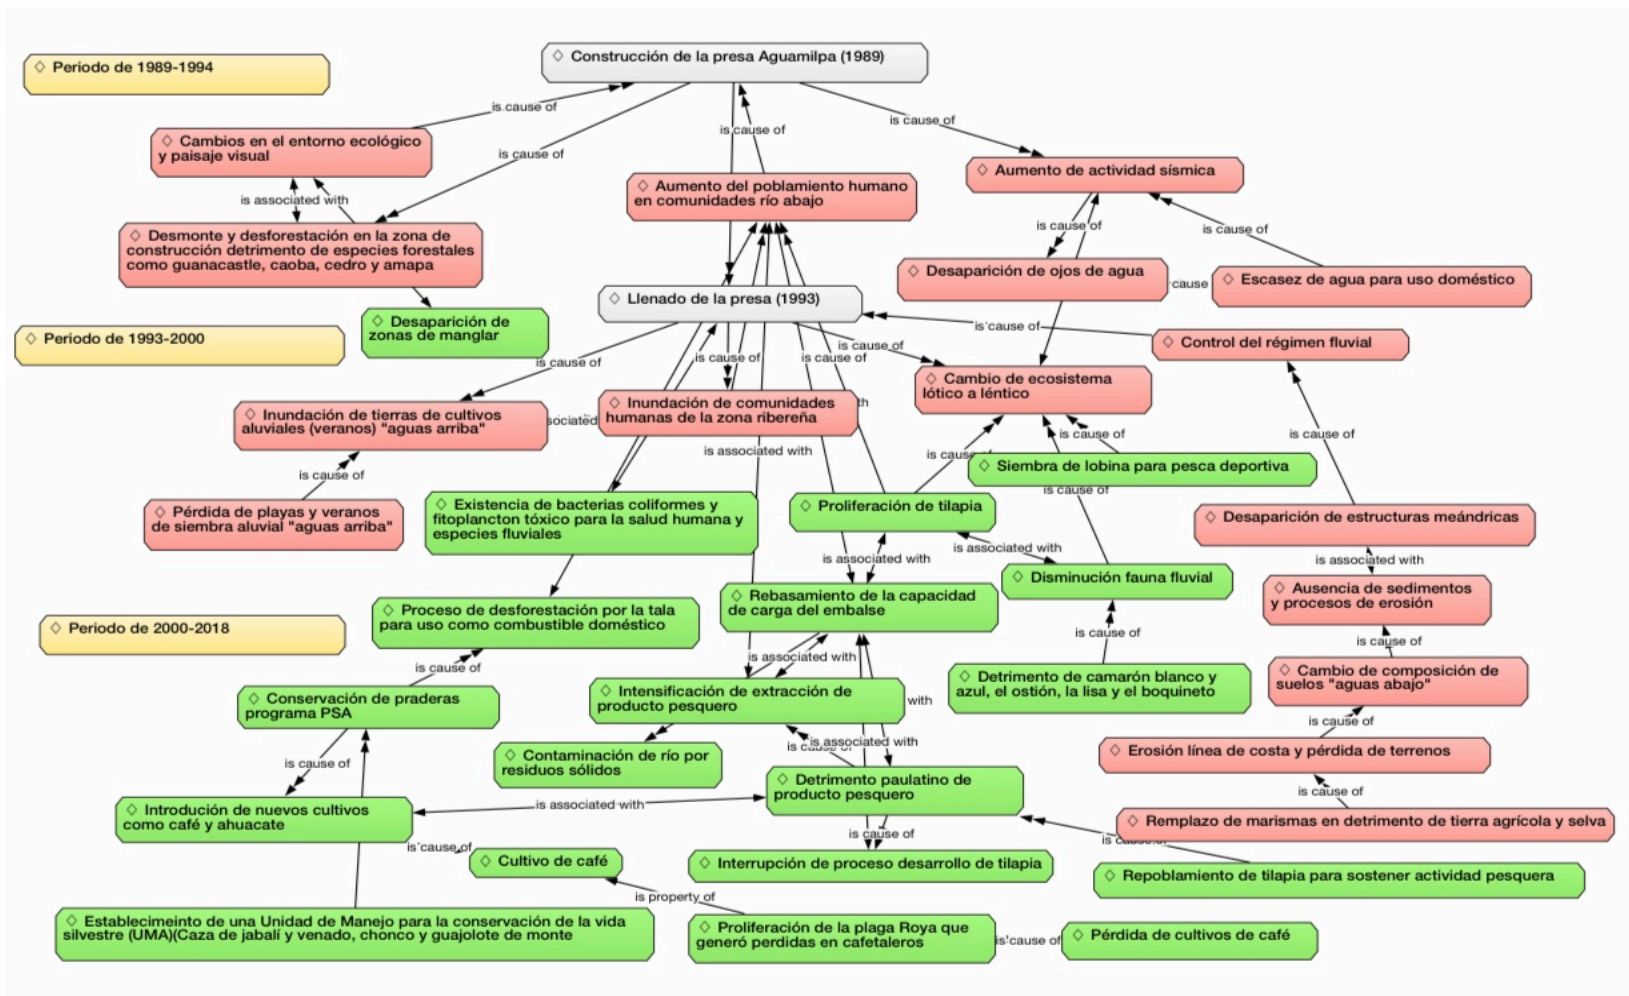 ◇ Construcción de la presa Aguamilpa (1989)
◇ Periodo de 1989-1994
is cause of
is cause of
is cause of
◇ Cambios en el entorno ecológico
y paisaje visual
is cause of
◇ Aumento de actividad sísmica
◇ Aumento del poblamiento humano
en comunidades río abajo
is associated with
is cause of
is cause of
◇ Desmonte y desforestación en la zona de
construcción detrimento de especies forestales
como guanacastle, caoba, cedro y amapa
◇ Desaparición de ojos de agua
cause
◇ Escasez de agua para uso doméstico
◇ Llenado de la presa (1993)
◇ Desaparición de
zonas de manglar
is cause of
◇ Periodo de 1993-2000
◇ Control del régimen fluvial
is cause of
is cause of
is cause of
is cause of
◇ Cambio de ecosistema
lótico a léntico
◇ Inundación de tierras de cultivos
aluviales (veranos) "aguas arriba"
sociated
◇ Inundación de comunidades
humanas de la zona ribereña
th
is cause of
is cause of
is associated with
is cause
◇ Siembra de lobina para pesca deportiva
is cause of
is cause of
◇ Pérdida de playas y veranos
de siembra aluvial "aguas arriba"
◇ Existencia de bacterias coliformes y
fitoplancton tóxico para la salud humana y
especies fluviales
◇ Proliferación de tilapia
◇ Desaparición de estructuras meándricas
is associated with
is associated with
is associated with
◇ Disminución fauna fluvial
◇ Ausencia de sedimentos
y procesos de erosión
◇ Rebasamiento de la capacidad
de carga del embalse
◇ Proceso de desforestación por la tala
para uso como combustible doméstico
◇ Periodo de 2000-2018
is cause of
is cause of
is associated with
is cause of
◇ Cambio de composición de
suelos "aguas abajo"
◇ Detrimento de camarón blanco y
azul, el ostión, la lisa y el boquineto
◇ Conservación de praderas
programa PSA
◇ Intensificación de extracción de
producto pesquero
with
is cause of
is associated with
◇ Erosión línea de costa y pérdida de terrenos
◇ Contaminación de río por
residuos sólidos
is cause of
◇ Detrimento paulatino de
producto pesquero
is cause of
◇ Introdución de nuevos cultivos
como café y ahuacate
is associated with
◇ Remplazo de marismas en detrimento de tierra agrícola y selva
is cause of
is cause of
◇ Cultivo de café
◇ Interrupción de proceso desarrollo de tilapia
◇ Repoblamiento de tilapia para sostener actividad pesquera
is property of
◇ Establecimeinto de una Unidad de Manejo para la conservación de la vida
silvestre (UMA)(Caza de jabalí y venado, chonco y guajolote de monte
◇ Proliferación de la plaga Roya que
generó perdidas en cafetaleros
is cause of
◇ Pérdida de cultivos de café